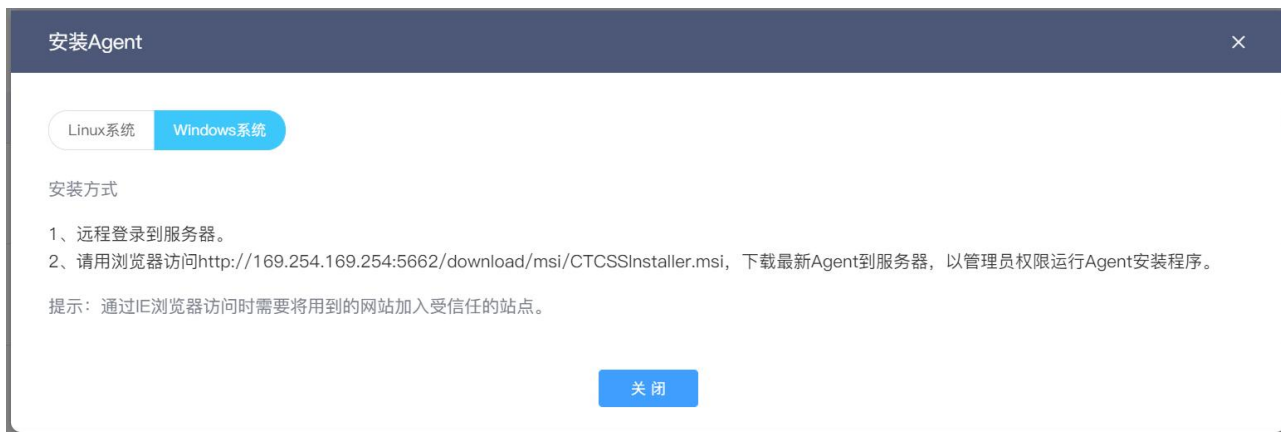 安装Agent
Linux系统
Windows系统
安装方式
1、远程登录到服务器。
2、请用浏览器访问http://169.254.169.254:5662/download/msi/CTCSSInstaller.msi，下载最新Agent到服务器，以管理员权限运行Agent安装程序。
提示：通过IE浏览器访问时需要将用到的网站加入受信任的站点。
关闭